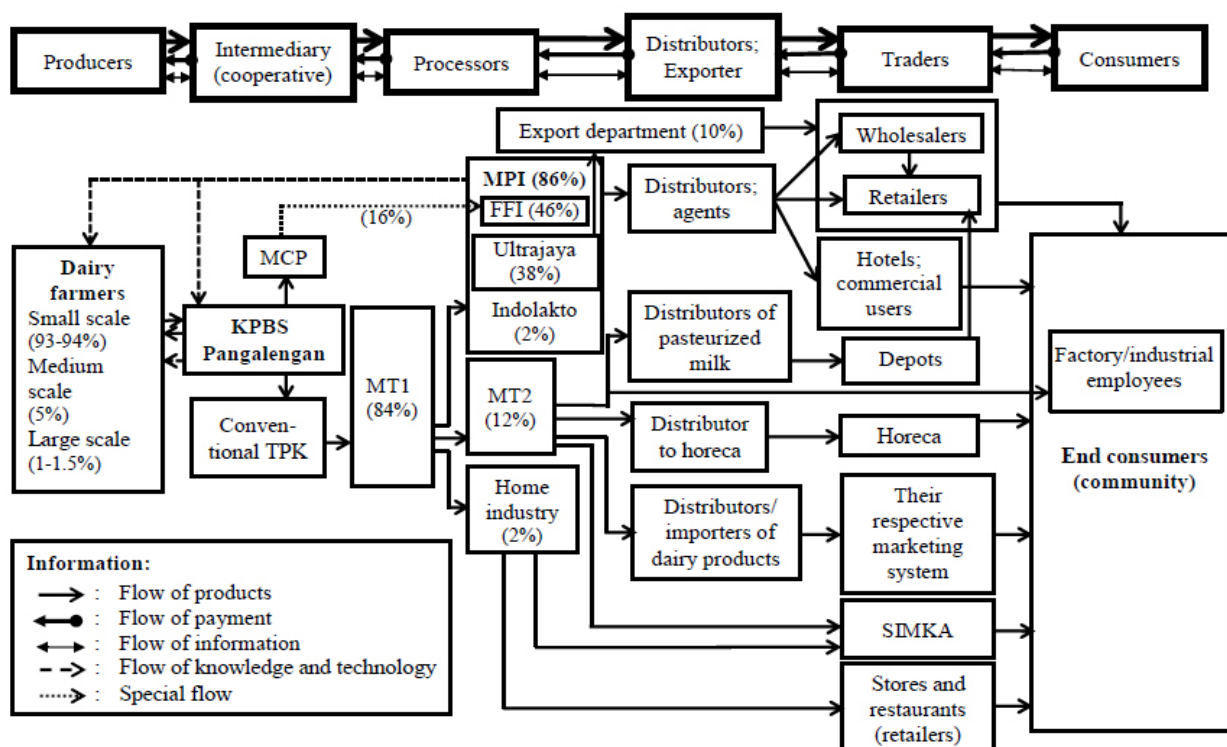 Producers
Intermediary
(cooperative)
Processors
Distributors;
Exporter
Traders
Consumers
Export department (10%)
Wholesalers
Retailers
MPI (86%)
FFI (46%)
Ultrajaya
(38%)
Indolakto
(2%)
Distributors;
agents
(16%)
MCP
Hotels;
commercial
users
Dairy
farmers
Small scale
(93-94%)
Medium
scale
(5%)
Large scale
(1-1.5%)
KPBS
Pangalengan
Conven-
tional TPK
MT1
(84%)
MT2
(12%)
Home
industry
(2%)
Distributors of
pasteurized
milk
Depots
Factory/industrial
employees
Distributor
to horeca
Horeca
End consumers
(community)
Distributors/
importers of
dairy products
Their
respective
marketing
system
SIMKA
Stores and
restaurants
(retailers)
Information:
: Flow of products
: Flow of payment
: Flow of information
: Flow of knowledge and technology
: Special flow